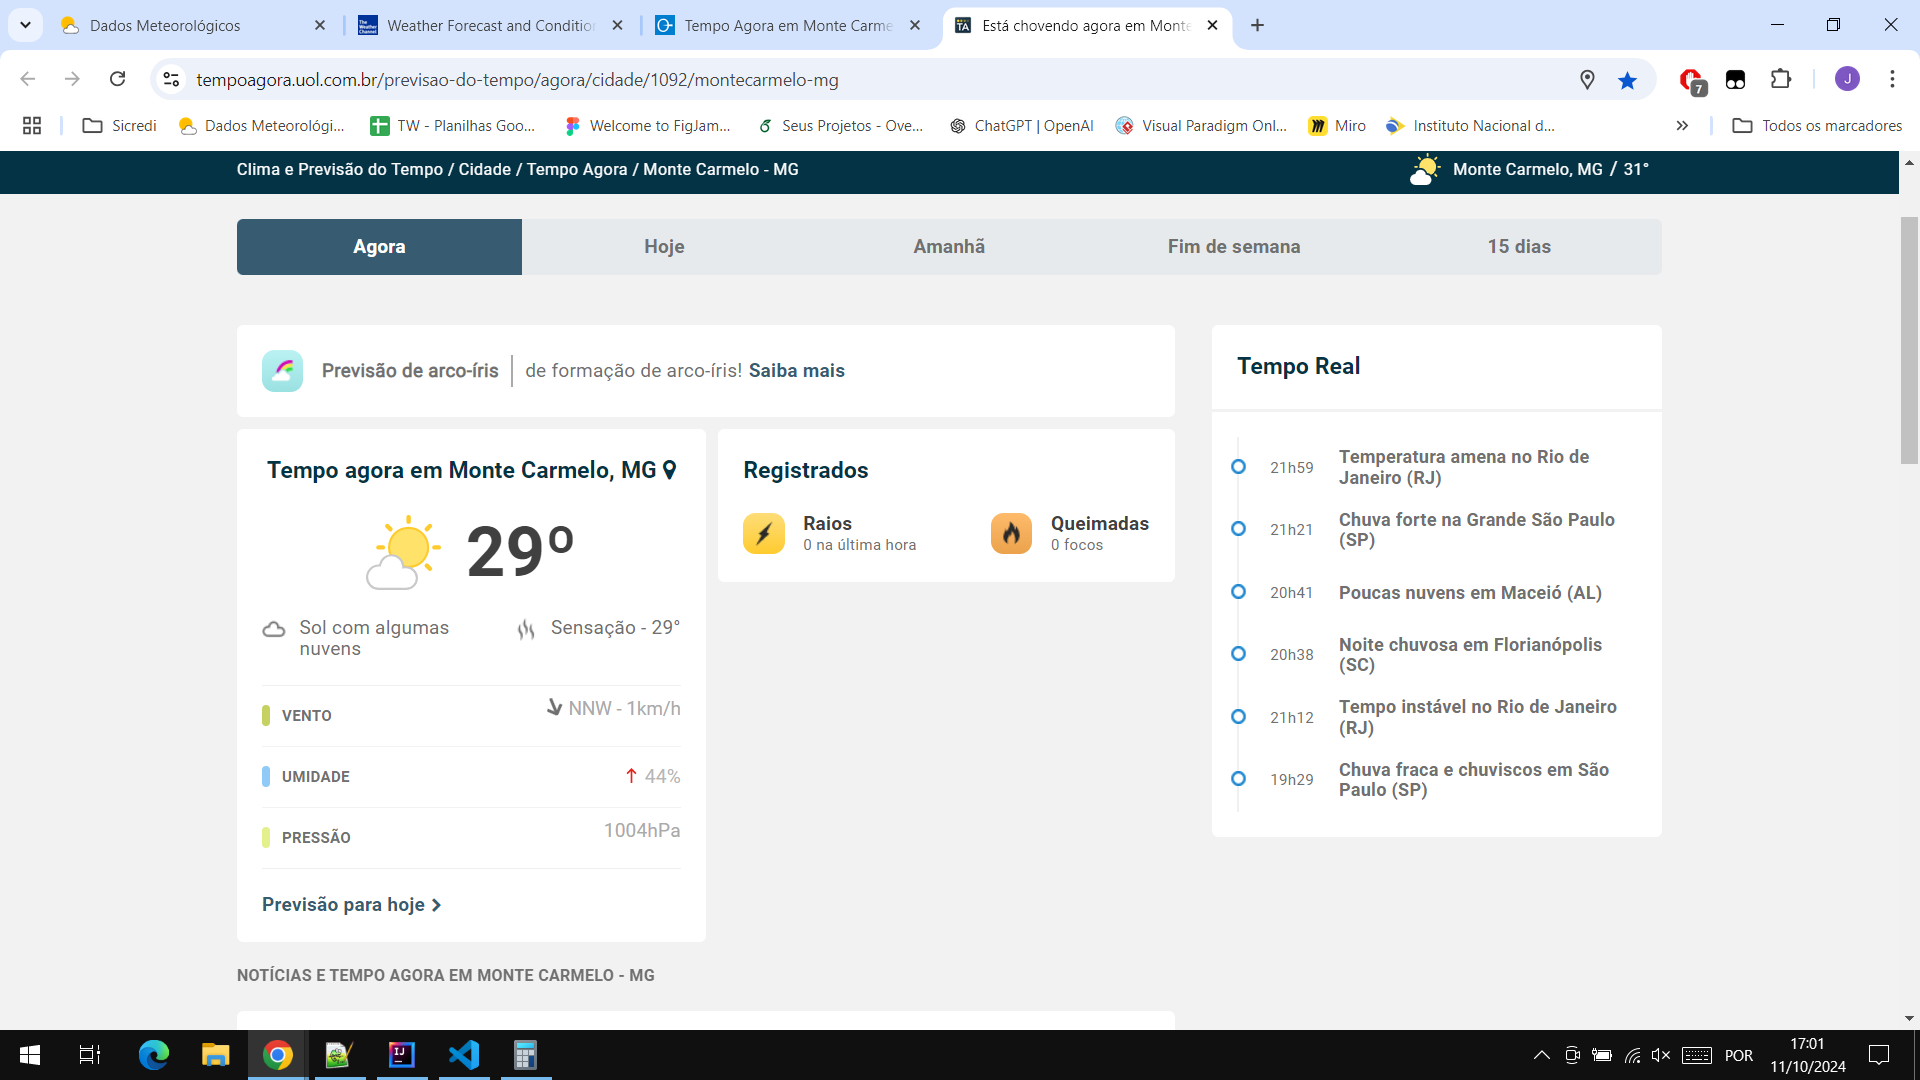 Dados Meteorológicos
Weather Forecast and Condition
Tempo Agora em Monte Carme
Está chovendo agora em Monte
tempoagora.uol.com.br/previsao-do-tempo/agora/cidade/1092/montecarmelo-mg
7
J
Sicredi
Dados Meteorológi...
TW - Planilhas Goo...
Welcome to FigJam...
Seus Projetos - Ove...
ChatGPT | OpenAI
Visual Paradigm Onl...
Miro
Instituto Nacional d...
Todos os marcadores
Clima e Previsão do Tempo / Cidade / Tempo Agora / Monte Carmelo - MG
Monte Carmelo, MG / 31°
Agora
Hoje
Amanhã
Fim de semana
15 dias
Previsão de arco-íris
de formação de arco-íris! Saiba mais
Tempo agora em Monte Carmelo, MG
29º
Sol com algumas
nuvens
Sensação - 29°
VENTO
NNW - 1km/h
UMIDADE
44%
PRESSÃO
1004hPa
Previsão para hoje
Registrados
Raios
0 na última hora
Queimadas
0 focos
Tempo Real
21h59
Temperatura amena no Rio de
Janeiro (RJ)
21h21
Chuva forte na Grande São Paulo
(SP)
20h41
Poucas nuvens em Maceió (AL)
20h38
Noite chuvosa em Florianópolis
(SC)
21h12
Tempo instável no Rio de Janeiro
(RJ)
19h29
Chuva fraca e chuviscos em São
Paulo (SP)
NOTÍCIAS E TEMPO AGORA EM MONTE CARMELO - MG
POR
17:01
11/10/2024